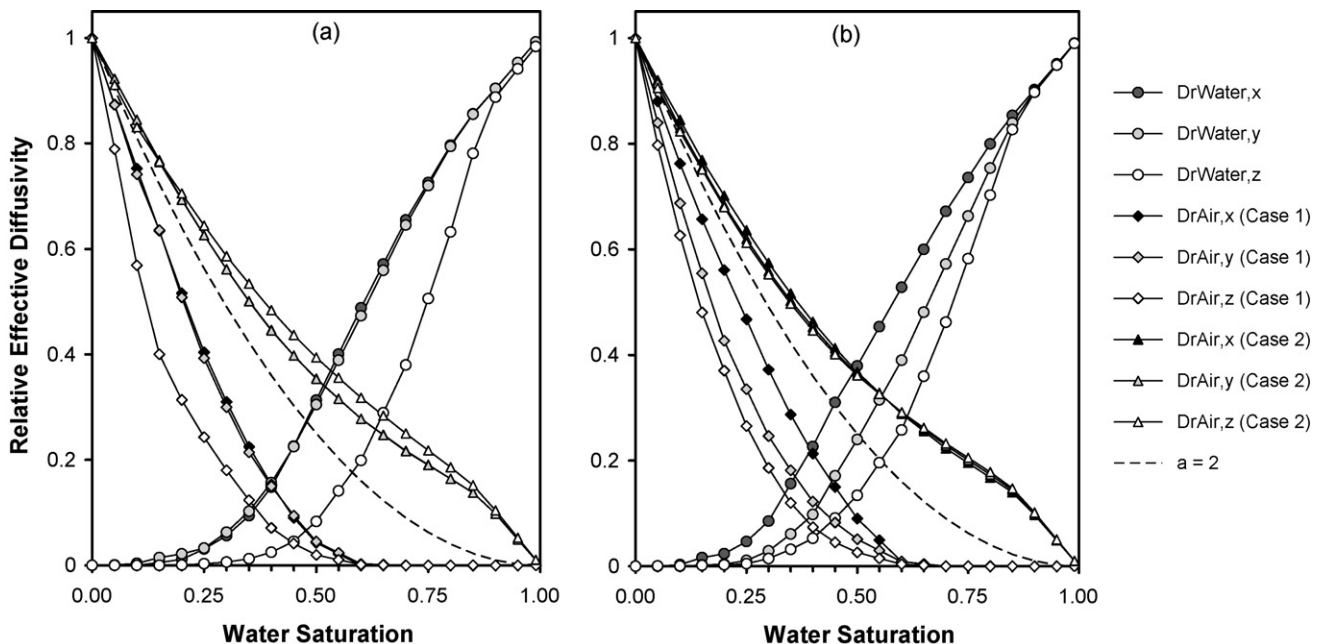 (a)
(b)
Relative Effective Diffusivity
1
0.8
0.6
0.4
0.2
0
0.00
0.25
0.50
0.75
1.00
Water Saturation
0
0.2
0.4
0.6
0.8
1
0.00
0.25
0.50
0.75
1.00
Water Saturation
DrWater,x
DrWater,y
DrWater,z
DrAir,x (Case 1)
DrAir,y (Case 1)
DrAir,z (Case 1)
DrAir,x (Case 2)
DrAir,y (Case 2)
DrAir,z (Case 2)
a = 2